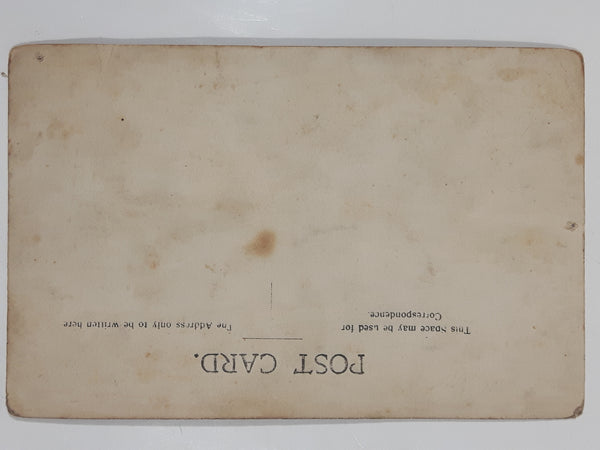 POST CARD.
This Space may be used for
Correspondence.
The Address only to be written here